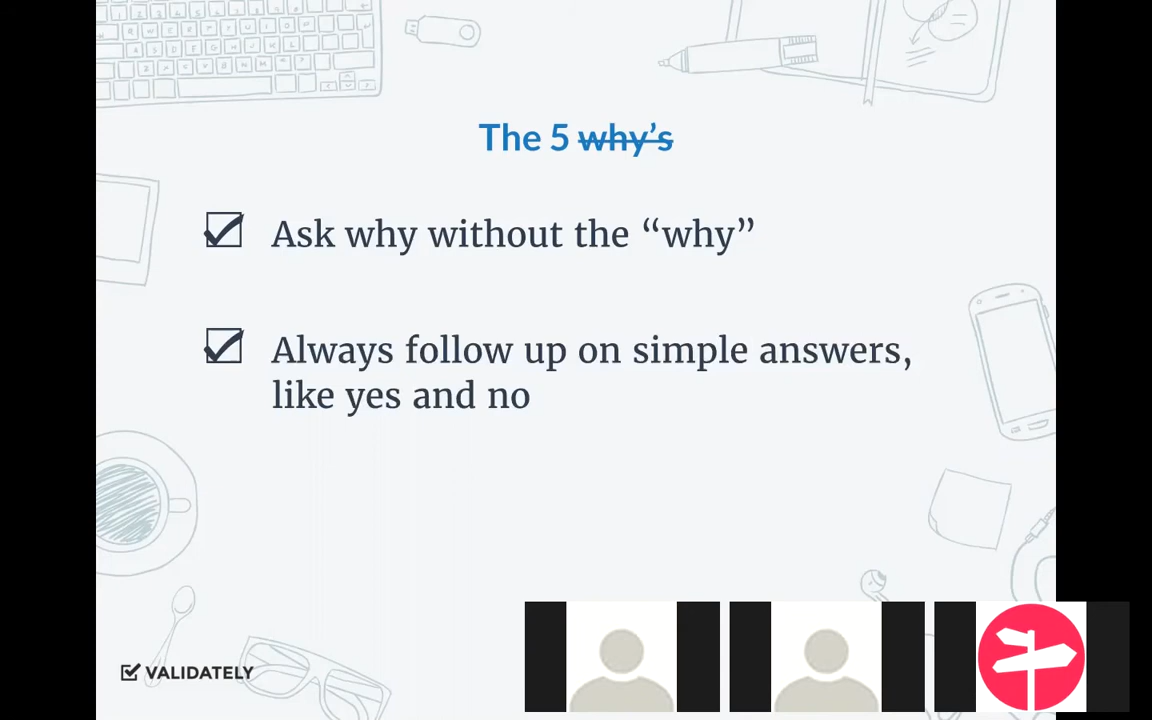 The 5 why's
Ask why without the “why”
Always follow up on simple answers,
like yes and no
VALIDATELY